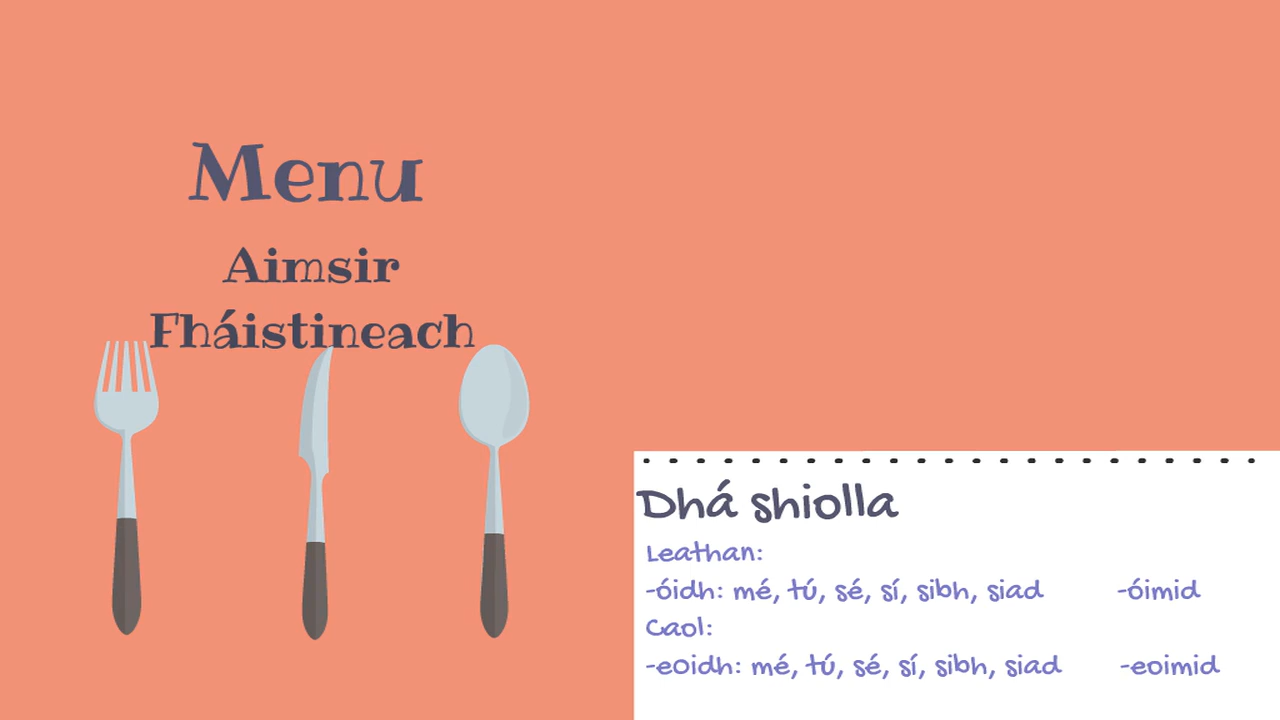 Menu
Aimsir
Fháistineach
Dhá shiolla
Leathan:
-óidh: mé, tú, sé, sí, sibh, siad -óimid
Caol:
-eoidh: mé, tú, sé, sí, sibh, siad -eoimid